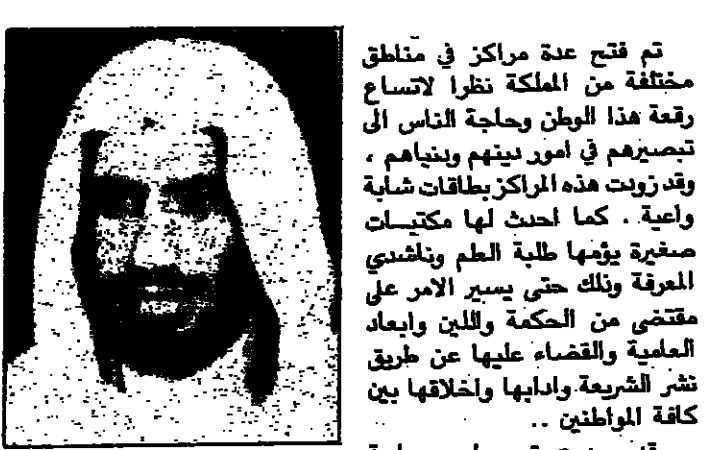 تم فتح عدة مراكز في مناطق
مختلفة من المملكة نظرا لاتساع
رقعة هذا الوطن وحاجة الناس الى
تبصيرهم في امور دينهم ودنياهم ،
وقد زودت هذه المراكز بطاقات شابة
واعية . كما احدث لها مكتبات
صغيرة يؤمها طلبة العلم وناشدي
المعرفة وذلك حتى يسير الامر على
مقتضى من الحكمة واللين وابعاد
العامية والقضاء عليها عن طريق
نشر الشريعة وادابها واخلاقها بين
كافة المواطنين ..